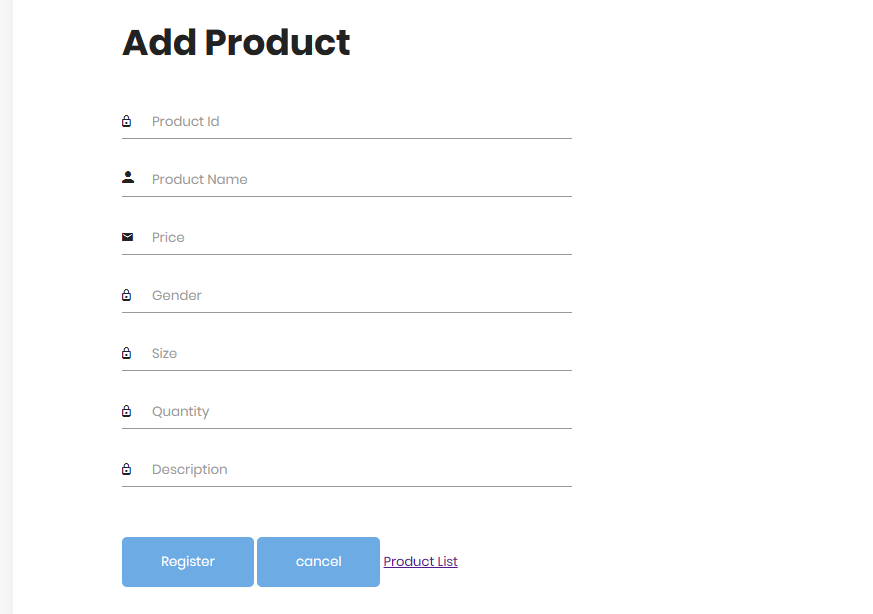 Add Product
Product Id
Product Name
Price
Gender
Size
Quantity
Description
Register cancel Product List